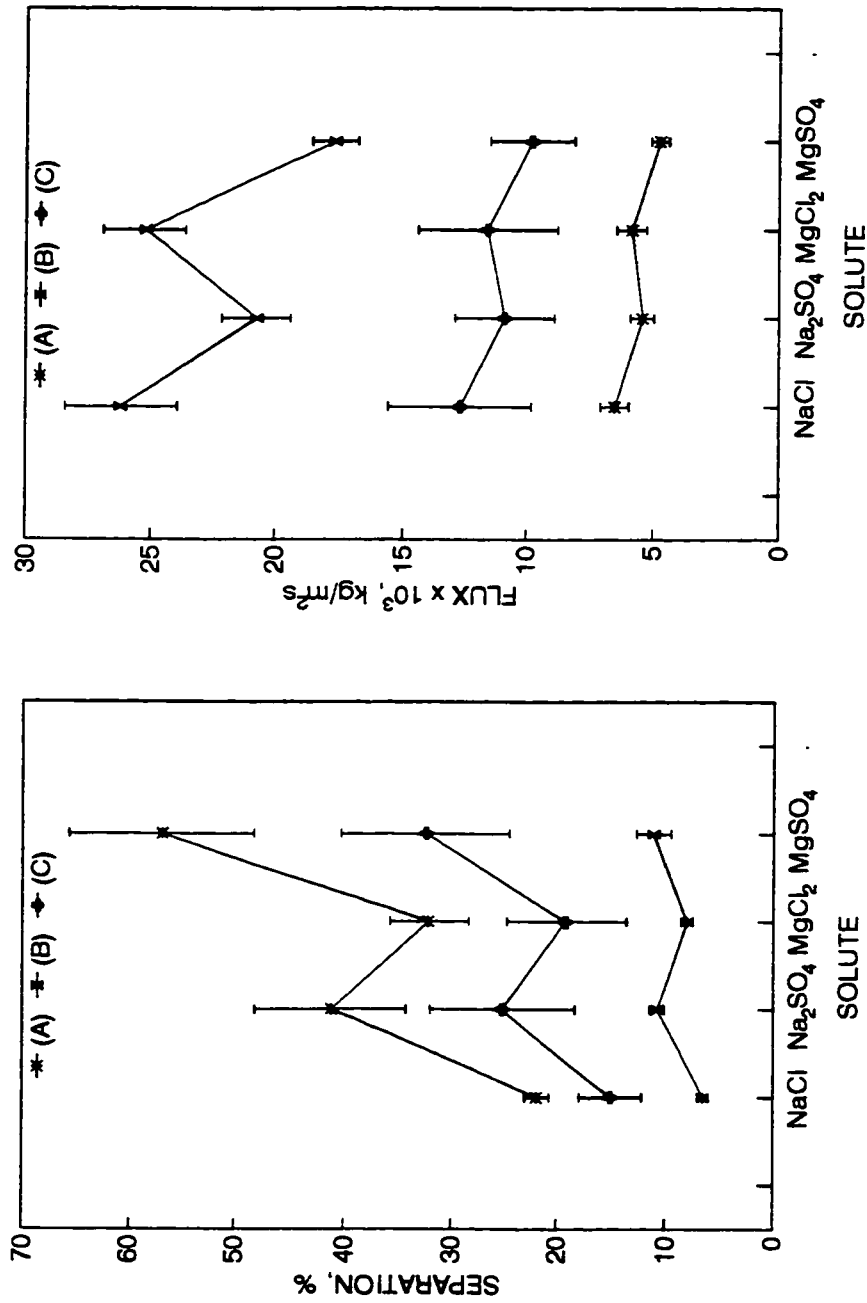 (A) (B) (C)
70
60
50
40
30
20
10
0
SEPARATION, %
NaCl Na₂SO₄ MgCl₂ MgSO₄
SOLUTE
(A) (B) (C)
30
25
20
15
10
5
0
FLUX x 10³, kg/m²s
NaCl Na₂SO₄ MgCl₂ MgSO₄
SOLUTE